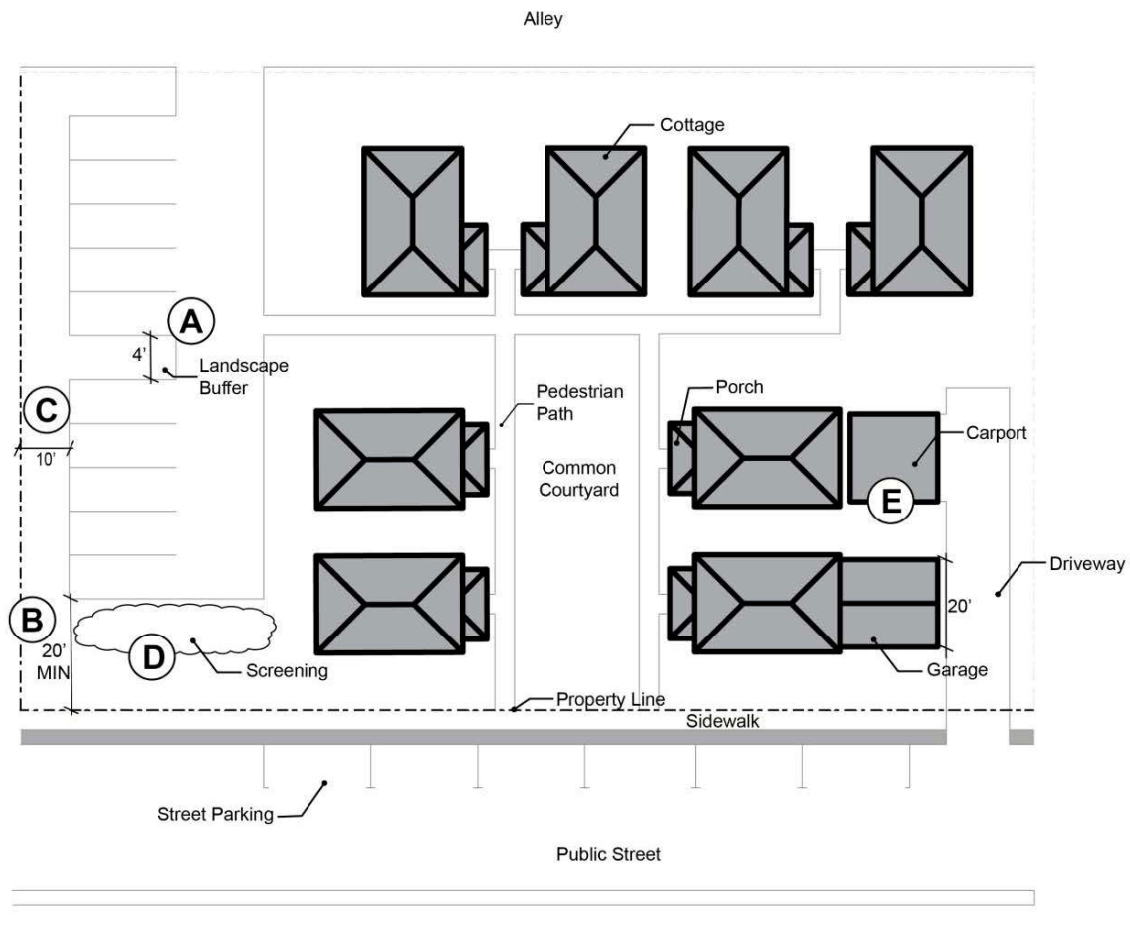 Alley
Cottage
A
4’
Landscape
Buffer
C
10’
Pedestrian
Path
Porch
Carport
Common
Courtyard
E
Driveway
B
20’
MIN
D
Screening
20’
Garage
Property Line
Sidewalk
Street Parking
Public Street